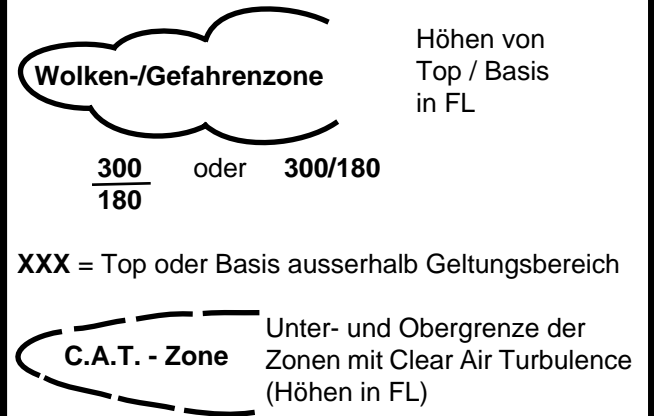 Wolken-/Gefahrenzone
Höhen von
Top / Basis
in FL
300
180
oder
300/180
XXX = Top oder Basis ausserhalb Geltungsbereich
C.A.T. - Zone
Unter- und Obergrenze der
Zonen mit Clear Air Turbulence
(Höhen in FL)